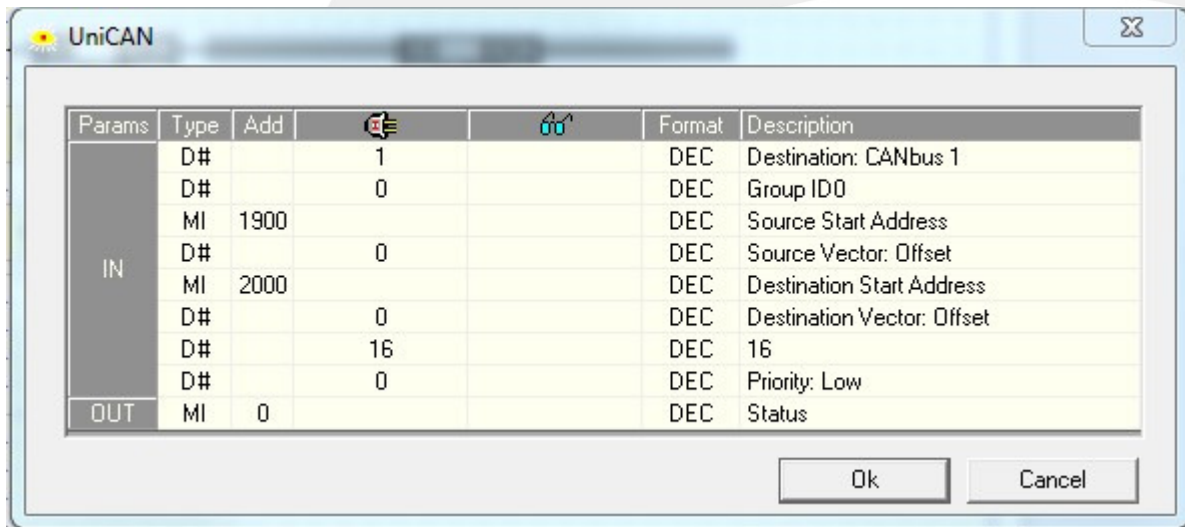 UniCAN
Params Type Add Format Description
D# 1 DEC Destination: CANbus 1
D# 0 DEC Group ID0
MI 1900 DEC Source Start Address
D# 0 DEC Source Vector: Offset
IN
MI 2000 DEC Destination Start Address
D# 0 DEC Destination Vector: Offset
D# 16 DEC 16
D# 0 DEC Priority: Low
OUT MI 0 DEC Status
Ok Cancel